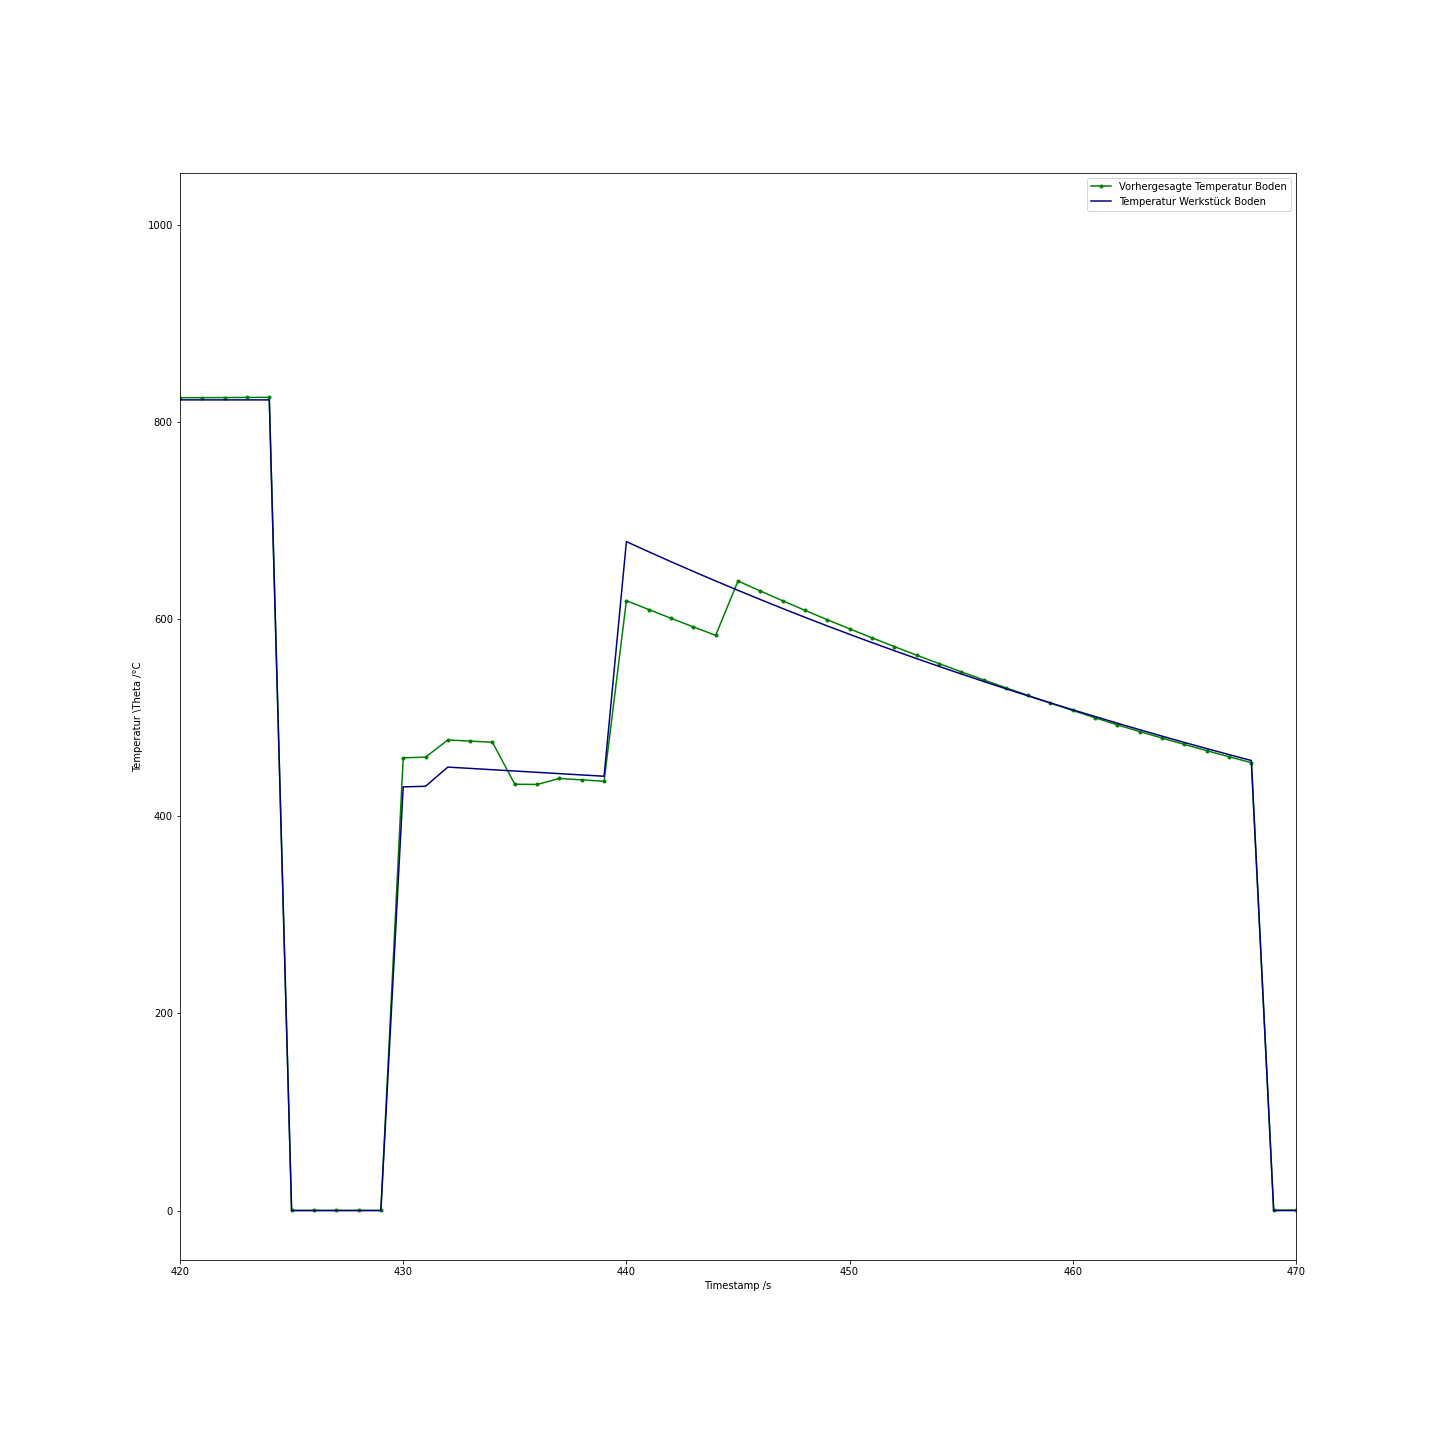 Vorhergesagte Temperatur Boden
Temperatur Werkstück Boden
1000
800
600
400
200
0
Temperatur \Theta /°C
420 430 440 450 460 470
Timestamp /s